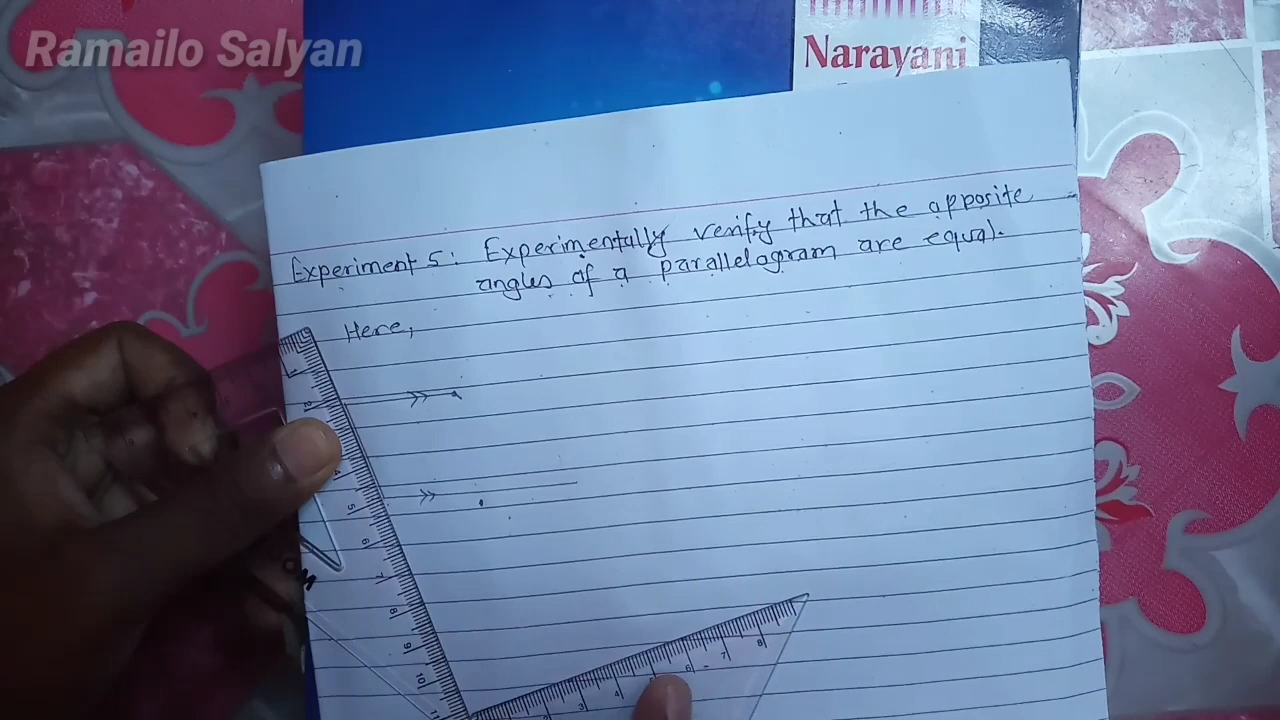 Ramailo Salyan
Narayani
Experiment 5: Experimentally verify that the opposite
angles of a parallelogram are equal.
Here,